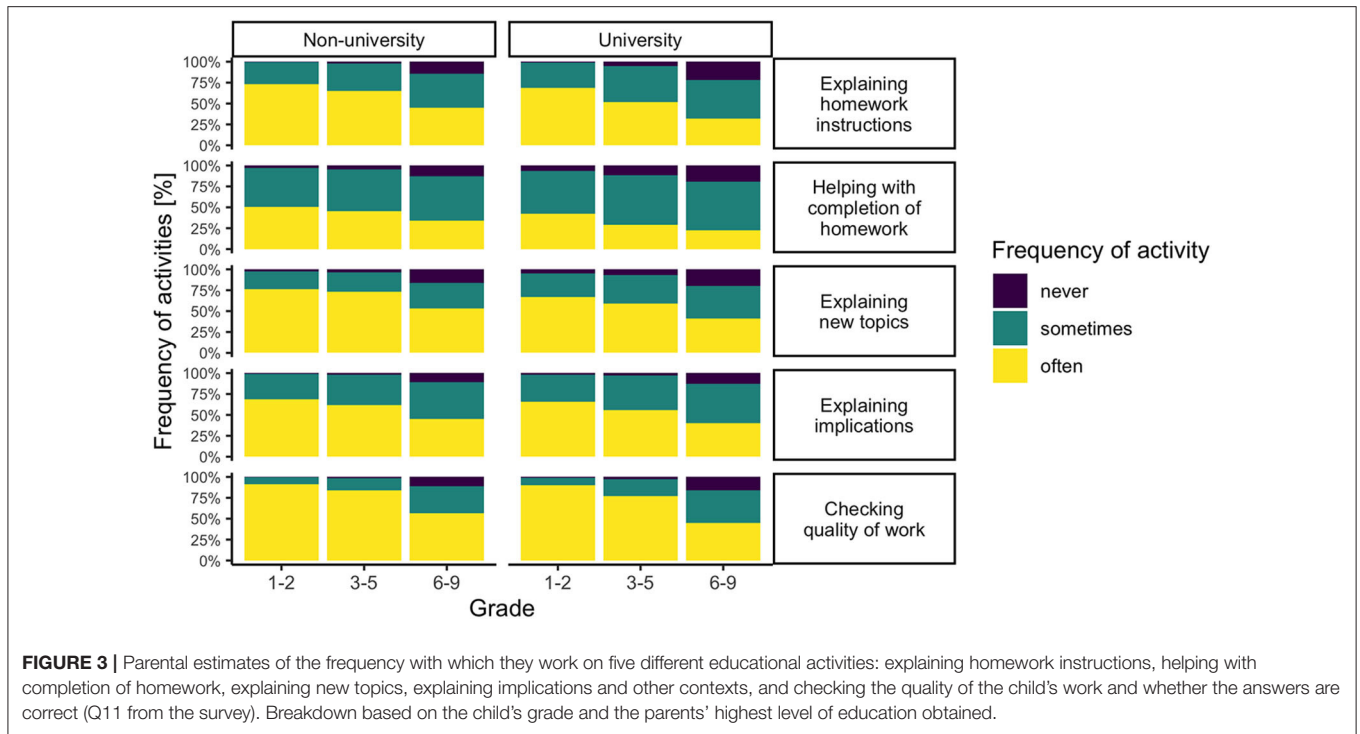 Non-university
University
100%
75%
50%
25%
0%
Explaining
homework
instructions
100%
75%
50%
25%
0%
Helping with
completion of
homework
100%
75%
50%
25%
0%
Explaining
new topics
100%
75%
50%
25%
0%
Explaining
implications
100%
75%
50%
25%
0%
Checking
quality of work
Frequency of activities [%]
1-2
3-5
6-9
1-2
3-5
6-9
Grade
Frequency of activity
never
sometimes
often
FIGURE 3 | Parental estimates of the frequency with which they work on five different educational activities: explaining homework instructions, helping with
completion of homework, explaining new topics, explaining implications and other contexts, and checking the quality of the child's work and whether the answers are
correct (Q11 from the survey). Breakdown based on the child's grade and the parents' highest level of education obtained.